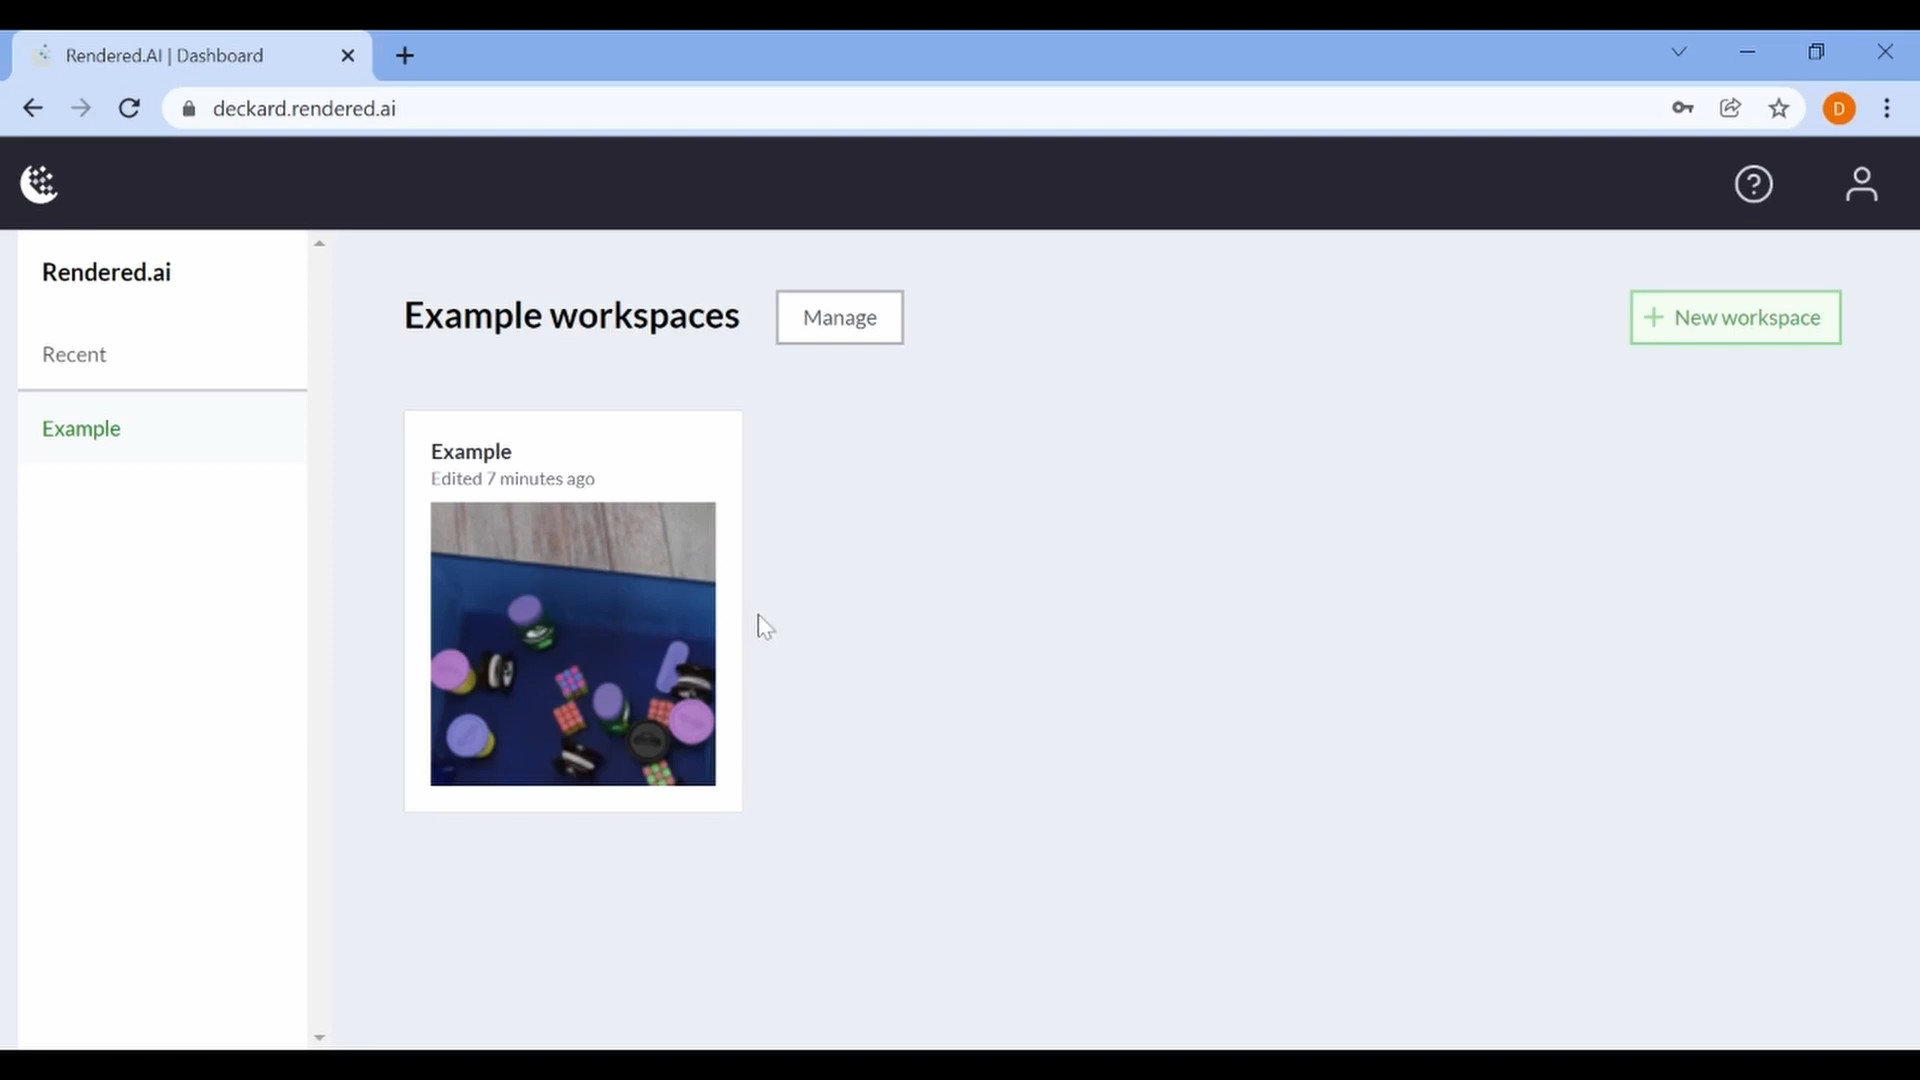 Rendered.AI | Dashboard
deckard.rendered.ai
D
Rendered.ai
Recent
Example
Example workspaces
Manage
+ New workspace
Example
Edited 7 minutes ago